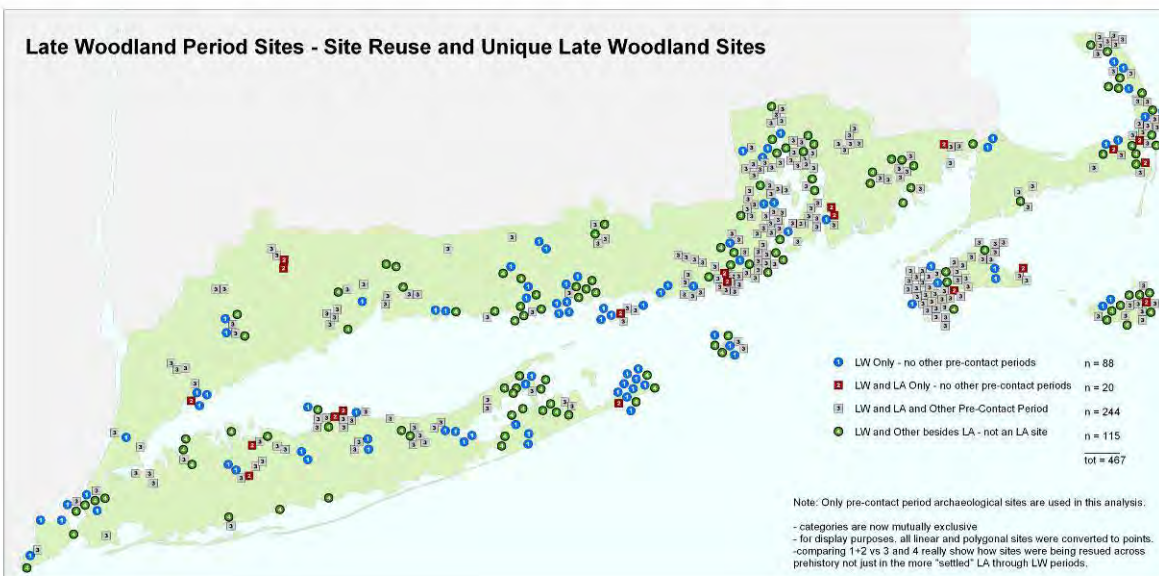 Late Woodland Period Sites - Site Reuse and Unique Late Woodland Sites
1 LW Only - no other pre-contact periods n = 88
2 LW and LA Only - no other pre-contact periods n = 20
3 LW and LA and Other Pre-Contact Period n = 244
4 LW and Other besides LA - not an LA site n = 115
tot = 467
Note: Only pre-contact period archaeological sites are used in this analysis.
- categories are now mutually exclusive
- for display purposes, all linear and polygonal sites were converted to points.
-comparing 1+2 vs 3 and 4 really show how sites were being resued across
prehistory not just in the more "settled" LA through LW periods.